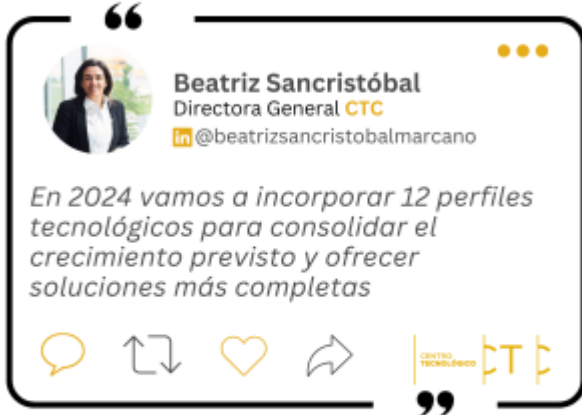 Beatriz Sancristóbal
Directora General CTC
in @beatrizsancristobalmarcano
En 2024 vamos a incorporar 12 perfiles
tecnológicos para consolidar el
crecimiento previsto y ofrecer
soluciones más completas
CENTRO
TECNOLÓGICO
CTC